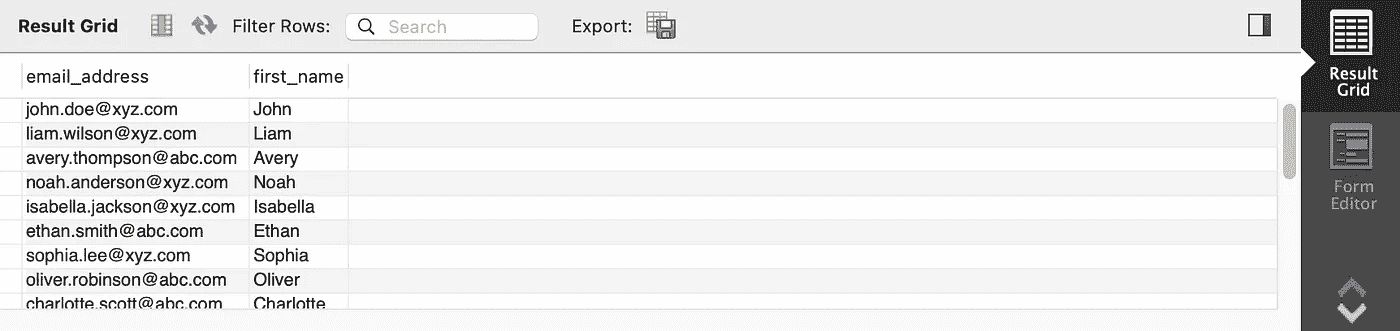 Result Grid Filter Rows: Search Export:
email_address first_name
john.doe@xyz.com John
liam.wilson@xyz.com Liam
avery.thompson@abc.com Avery
noah.anderson@xyz.com Noah
isabella.jackson@xyz.com Isabella
ethan.smith@abc.com Ethan
sophia.lee@xyz.com Sophia
oliver.robinson@abc.com Oliver
charlotte.scott@abc.com Charlotte
Result
Grid
Form
Editor